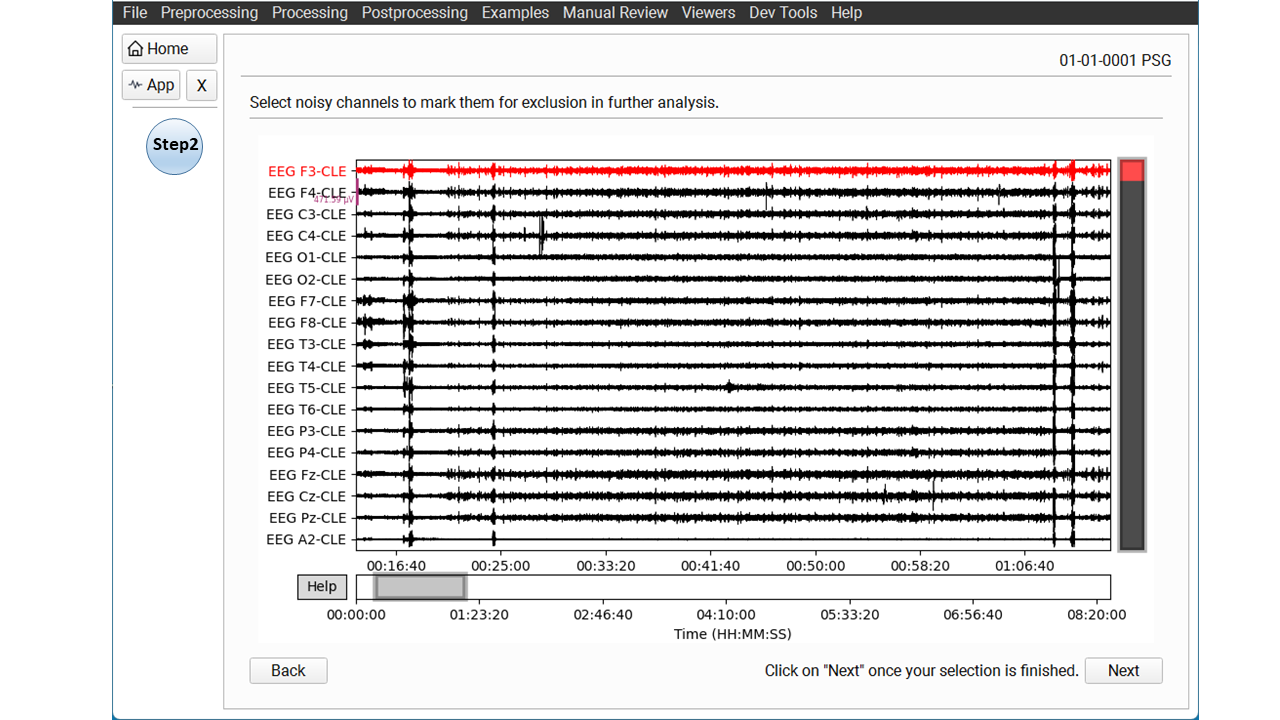 File Preprocessing Processing Postprocessing Examples Manual Review Viewers Dev Tools Help
Home
App X
Step2
01-01-0001 PSG
Select noisy channels to mark them for exclusion in further analysis.
EEG F3-CLE
EEG F4-CLE
471.59 µV
EEG C3-CLE
EEG C4-CLE
EEG O1-CLE
EEG O2-CLE
EEG F7-CLE
EEG F8-CLE
EEG T3-CLE
EEG T4-CLE
EEG T5-CLE
EEG T6-CLE
EEG P3-CLE
EEG P4-CLE
EEG Fz-CLE
EEG Cz-CLE
EEG Pz-CLE
EEG A2-CLE
00:16:40 00:25:00 00:33:20 00:41:40 00:50:00 00:58:20 01:06:40
Help
00:00:00 01:23:20 02:46:40 04:10:00 05:33:20 06:56:40 08:20:00
Time (HH:MM:SS)
Back Click on "Next" once your selection is finished. Next